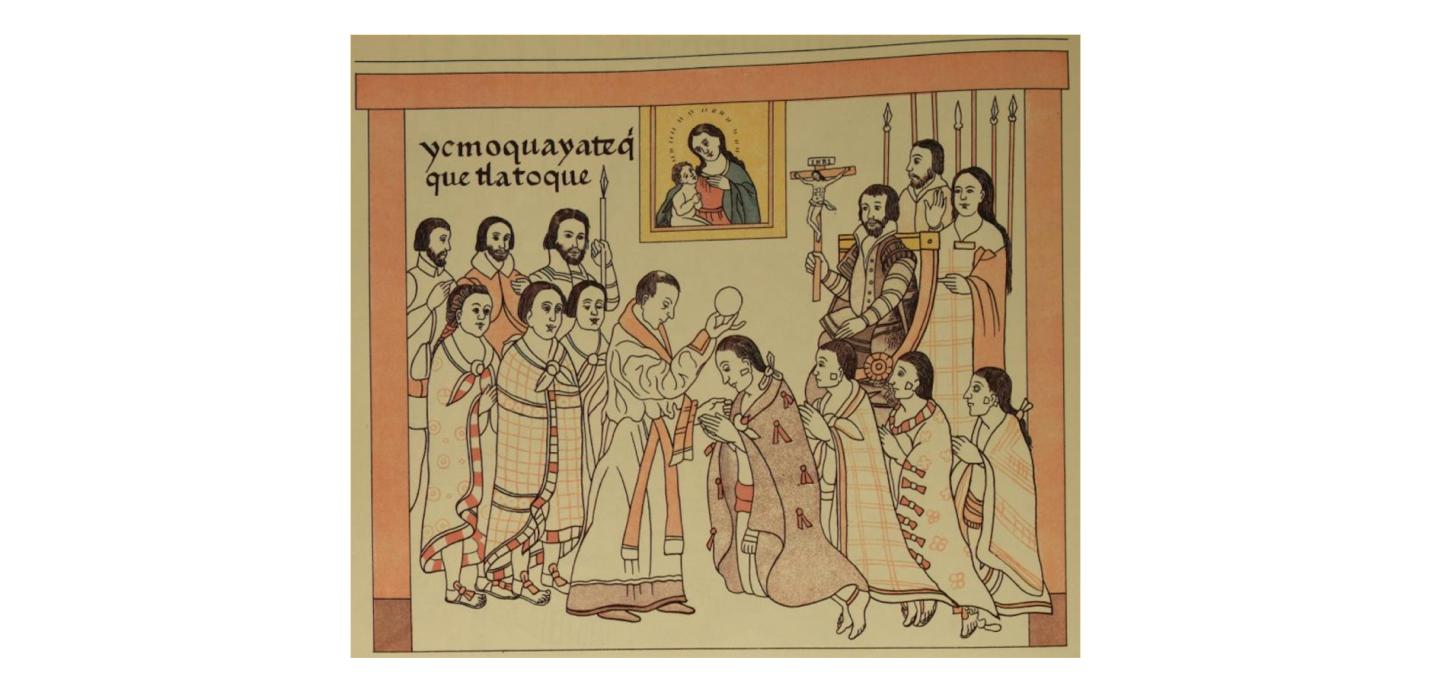 ycmoquayateq́
que tlatoque
INRI